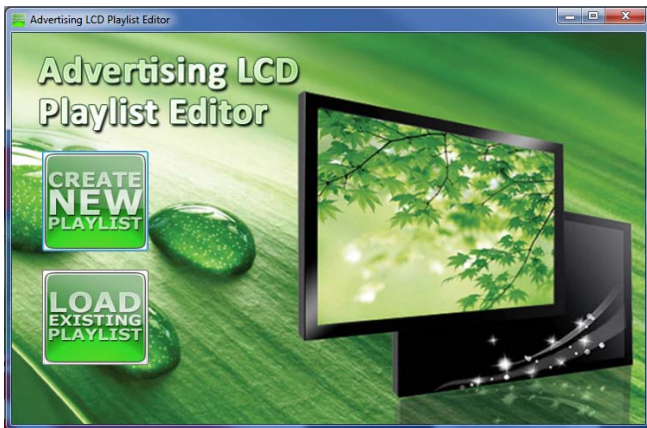 Advertising LCD Playlist Editor
Advertising LCD
Playlist Editor
CREATE
NEW
PLAYLIST
LOAD
EXISTING
PLAYLIST